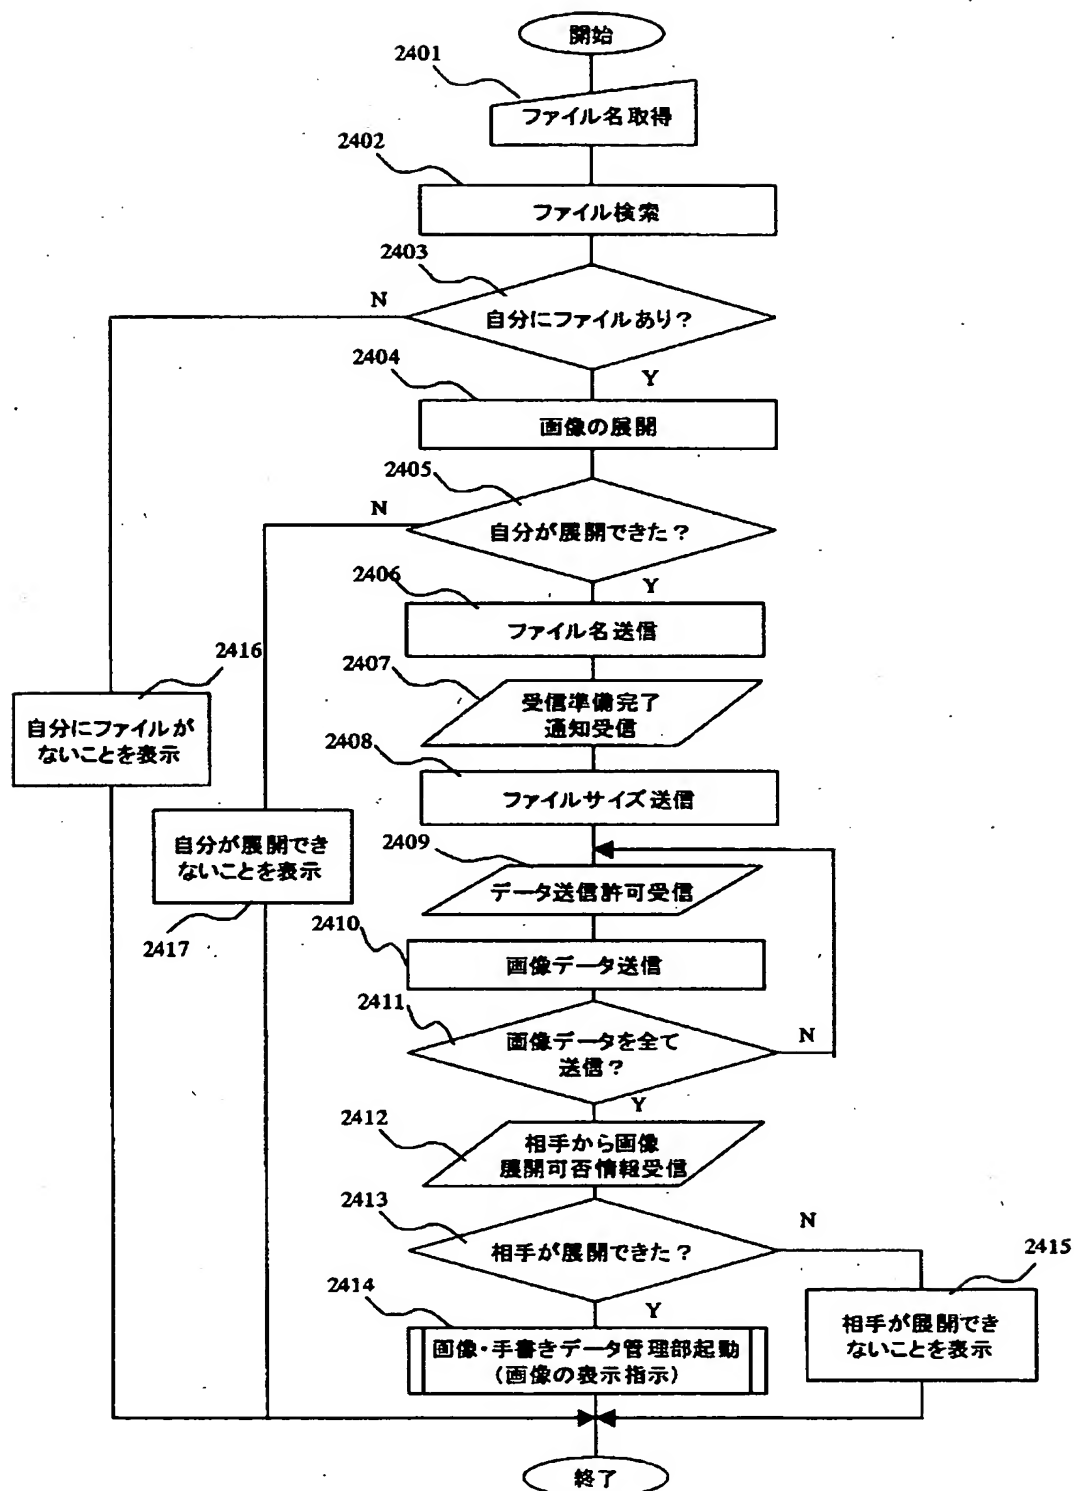 開始
2401
ファイル名取得
2402
ファイル検索
2403
N
自分にファイルあり？
Y
2404
画像の展開
2405
N
自分が展開できた？
Y
2406
ファイル名送信
2407
受信準備完了
通知受信
2408
ファイルサイズ送信
2409
データ送信許可受信
2410
画像データ送信
2411
画像データを全て
送信？
N
Y
2412
相手から画像
展開可否情報受信
2413
相手が展開できた？
N
Y
2414
画像・手書きデータ管理部起動
（画像の表示指示）
2415
相手が展開でき
ないことを表示
2416
自分にファイルが
ないことを表示
自分が展開でき
ないことを表示
2417
終了